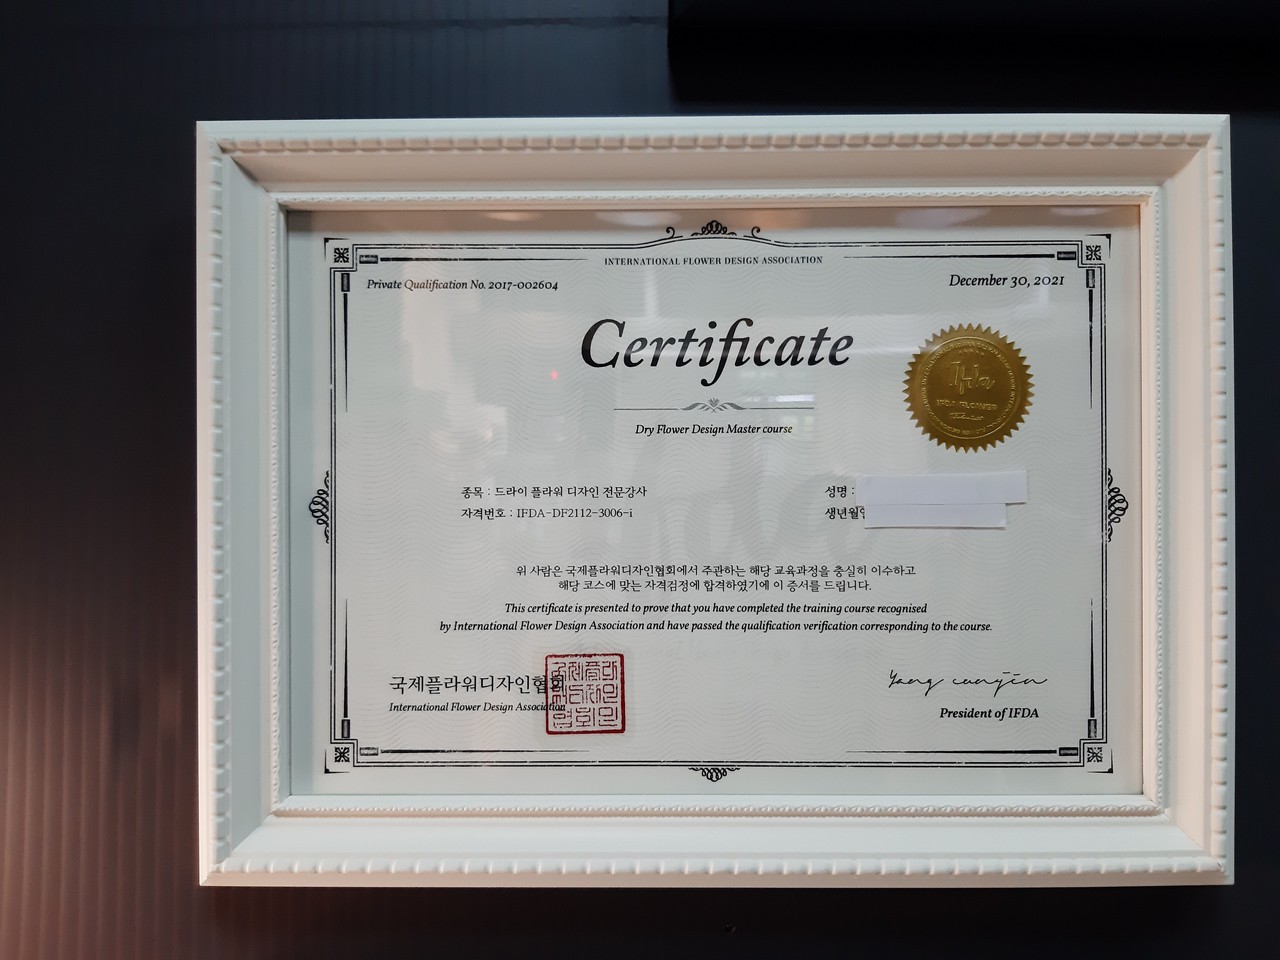 INTERNATIONAL FLOWER DESIGN ASSOCIATION
Private Qualification No. 2017-002604
December 30, 2021
Certificate
Ifda
IFDA FLOWER
Dry Flower Design Master course
종목 : 드라이 플라워 디자인 전문강사
성명 :
자격번호 : IFDA-DF2112-3006-i
생년월일
위 사람은 국제플라워디자인협회에서 주관하는 해당 교육과정을 충실히 이수하고
해당 코스에 맞는 자격검정에 합격하였기에 이 증서를 드립니다.
This certificate is presented to prove that you have completed the training course recognised
by International Flower Design Association and have passed the qualification verification corresponding to the course.
국제플라워디자인협회
International Flower Design Association
President of IFDA